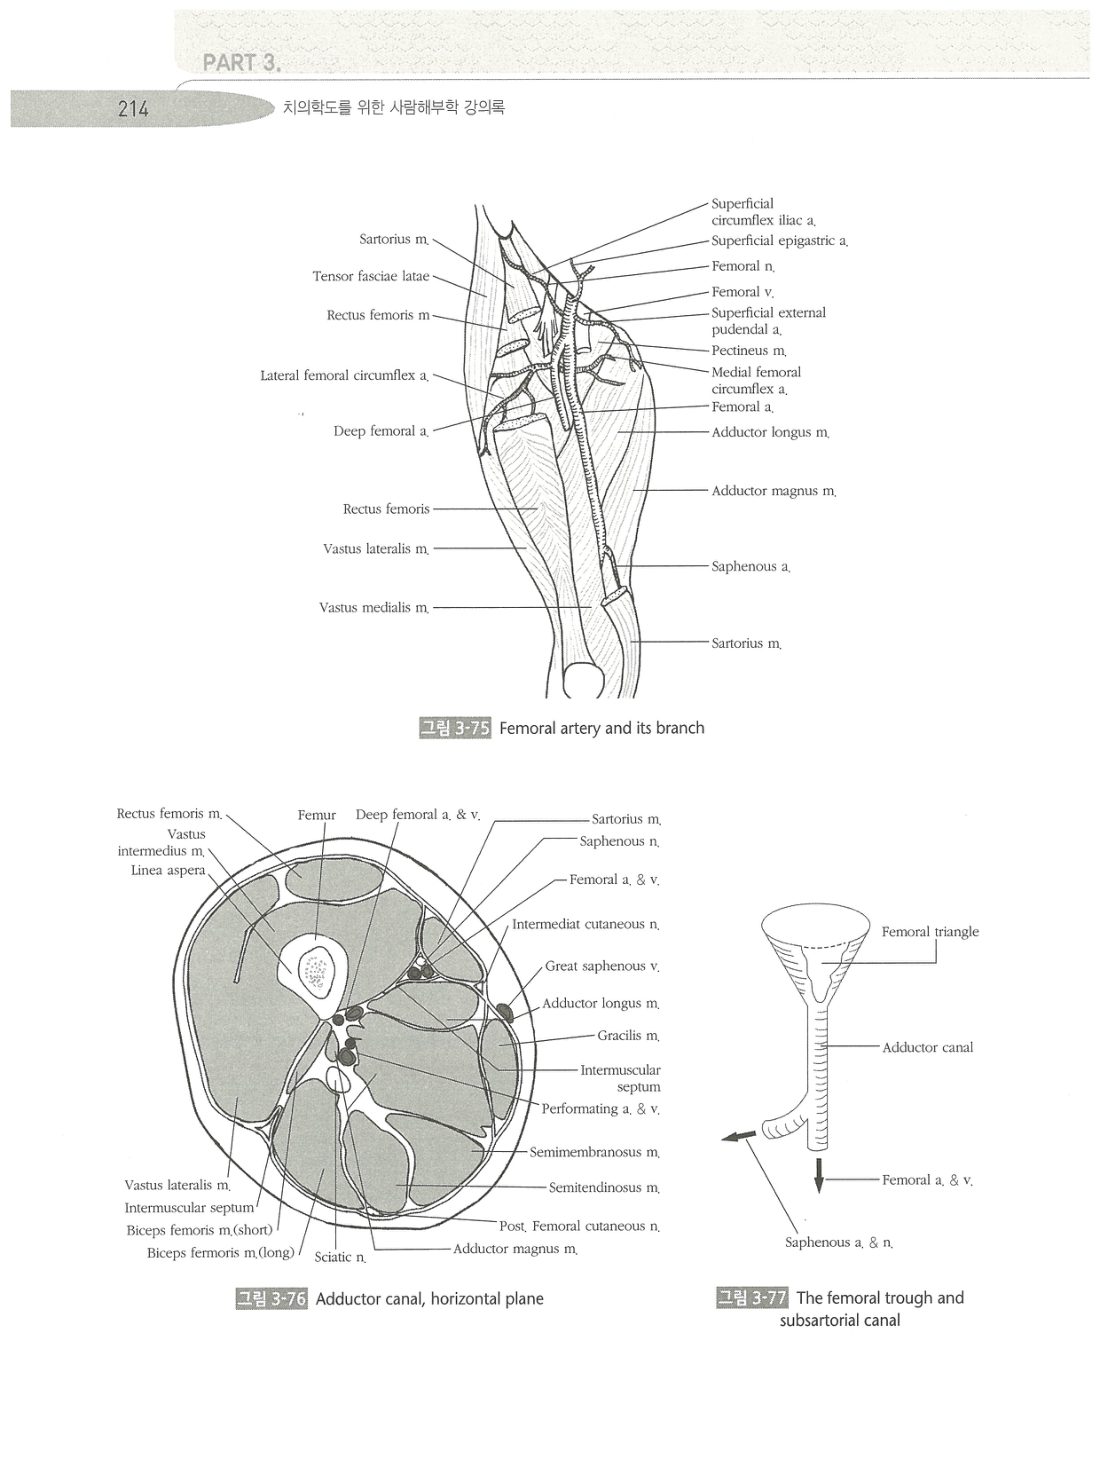 PART 3.
214
치의학도를 위한 사람해부학 강의록
Superficial
circumflex iliac a.
Superficial epigastric a.
Femoral n.
Femoral v.
Superficial external
pudendal a.
Pectineus m.
Medial femoral
circumflex a.
Femoral a.
Adductor longus m.
Adductor magnus m.
Saphenous a.
Sartorius m.
Sartorius m.
Tensor fasciae latae
Rectus femoris m
Lateral femoral circumflex a.
Deep femoral a.
Rectus femoris
Vastus lateralis m.
Vastus medialis m.
그림 3-75 Femoral artery and its branch
Rectus femoris m.
Vastus
intermedius m.
Linea aspera
Femur
Deep femoral a. & v.
Sartorius m.
Saphenous n.
Femoral a. & v.
Intermediat cutaneous n.
Great saphenous v.
Adductor longus m.
Gracilis m.
Intermuscular
septum
Performating a. & v.
Semimembranosus m.
Semitendinosus m.
Post. Femoral cutaneous n.
Adductor magnus m.
Vastus lateralis m.
Intermuscular septum
Biceps femoris m.(short)
Biceps fermoris m.(long)
Sciatic n.
그림 3-76 Adductor canal, horizontal plane
Femoral triangle
Adductor canal
Femoral a. & v.
Saphenous a. & n.
그림 3-77 The femoral trough and
subsartorial canal